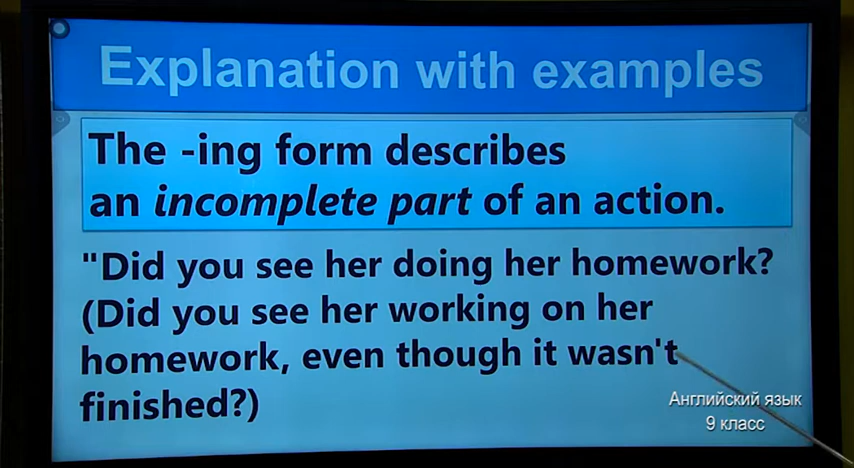 Explanation with examples
The -ing form describes
an incomplete part of an action.
"Did you see her doing her homework?
(Did you see her working on her
homework, even though it wasn't
finished?)
Английский язык
9 класс